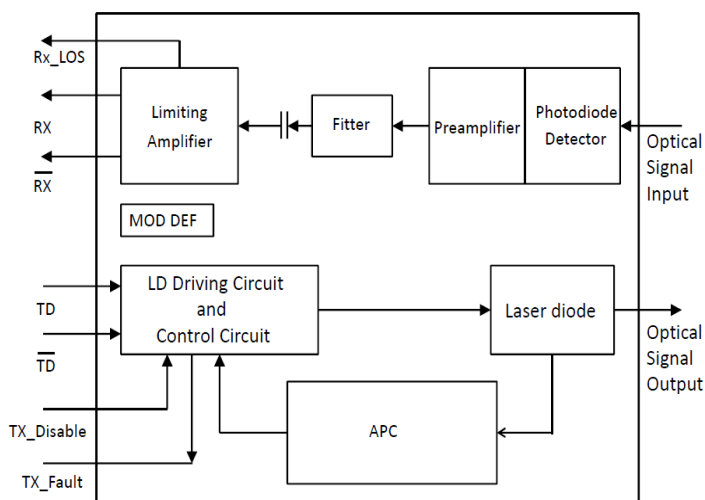 Rx_LOS
RX
RX
Limiting
Amplifier
Fitter
Preamplifier
Photodiode
Detector
Optical
Signal
Input
MOD DEF
TD
TD
LD Driving Circuit
and
Control Circuit
Laser diode
Optical
Signal
Output
TX_Disable
APC
TX_Fault